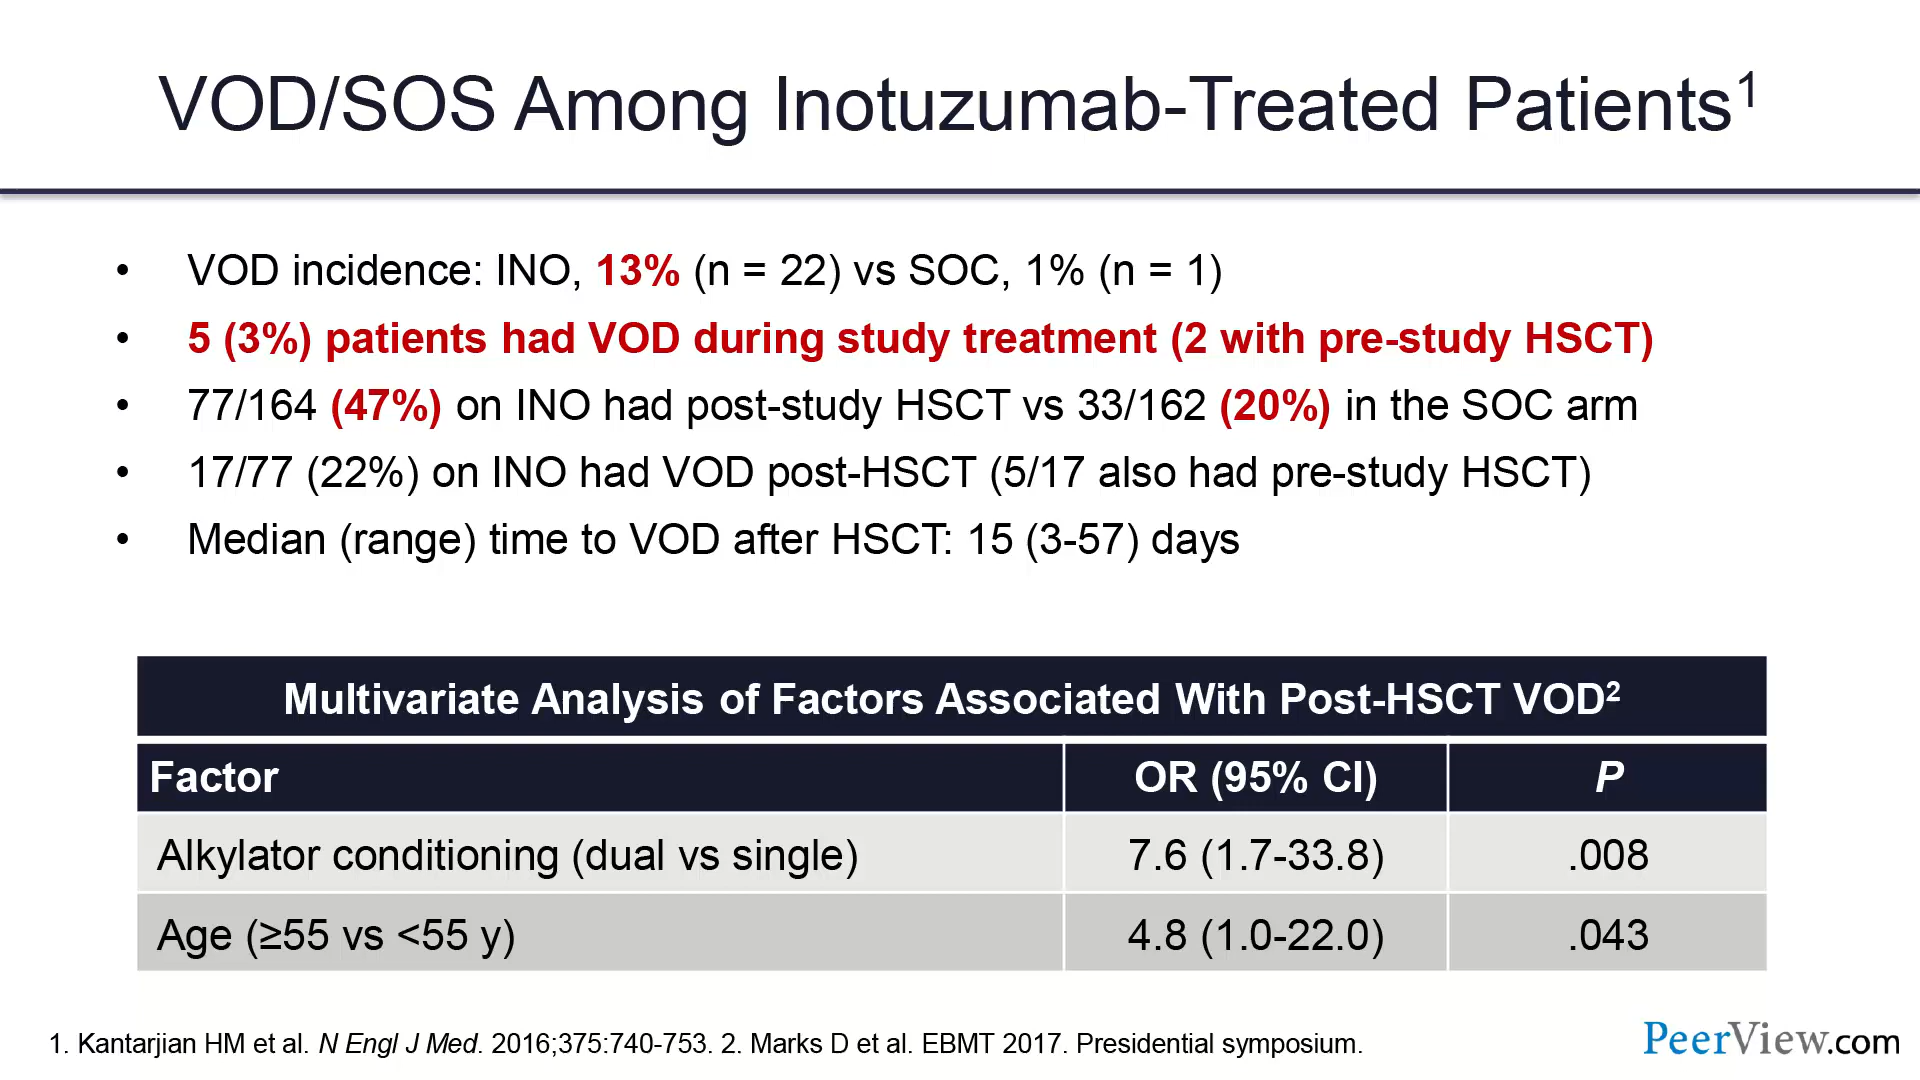 VOD/SOS Among Inotuzumab-Treated Patients¹
• VOD incidence: INO, 13% (n = 22) vs SOC, 1% (n = 1)
• 5 (3%) patients had VOD during study treatment (2 with pre-study HSCT)
• 77/164 (47%) on INO had post-study HSCT vs 33/162 (20%) in the SOC arm
• 17/77 (22%) on INO had VOD post-HSCT (5/17 also had pre-study HSCT)
• Median (range) time to VOD after HSCT: 15 (3-57) days
Multivariate Analysis of Factors Associated With Post-HSCT VOD²
Factor OR (95% CI) P
Alkylator conditioning (dual vs single) 7.6 (1.7-33.8) .008
Age (≥55 vs <55 y) 4.8 (1.0-22.0) .043
1. Kantarjian HM et al. N Engl J Med. 2016;375:740-753. 2. Marks D et al. EBMT 2017. Presidential symposium.
PeerView.com